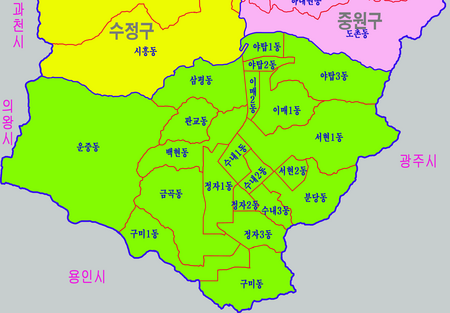 하대원동
과천시
수정구
중원구
도촌동
시흥동
야탑1동
야탑2동
삼평동
야탑3동
이매2동
의왕시
이매1동
판교동
서현1동
운중동
백현동
수내1동
광주시
수내2동
서현2동
정자1동
금곡동
분당동
정자2동
수내3동
구미1동
정자3동
용인시
구미동